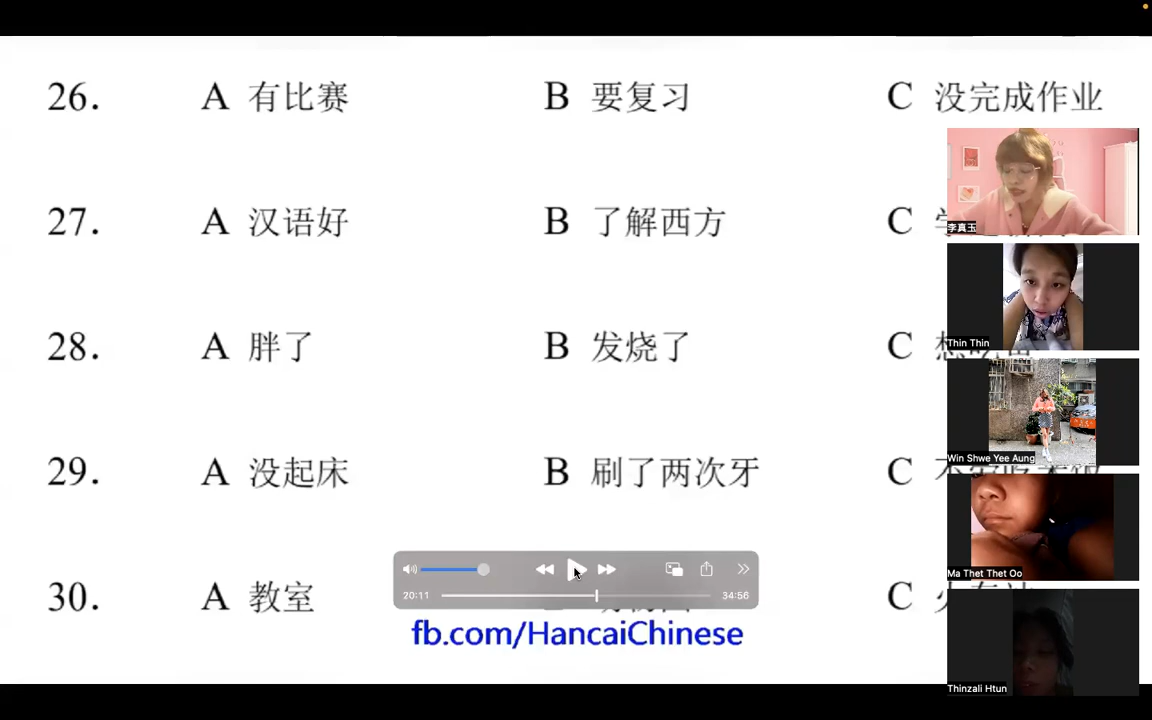 26. A 有比赛 B 要复习 C 没完成作业
27. A 汉语好 B 了解西方 C
28. A 胖了 B 发烧了 C
29. A 没起床 B 刷了两次牙 C
30. A 教室 C
20:11 34:56
fb.com/HancaiChinese
李真玉
Thin Thin
Win Shwe Yee Aung
Ma Thet Thet Oo
Thinzali Htun